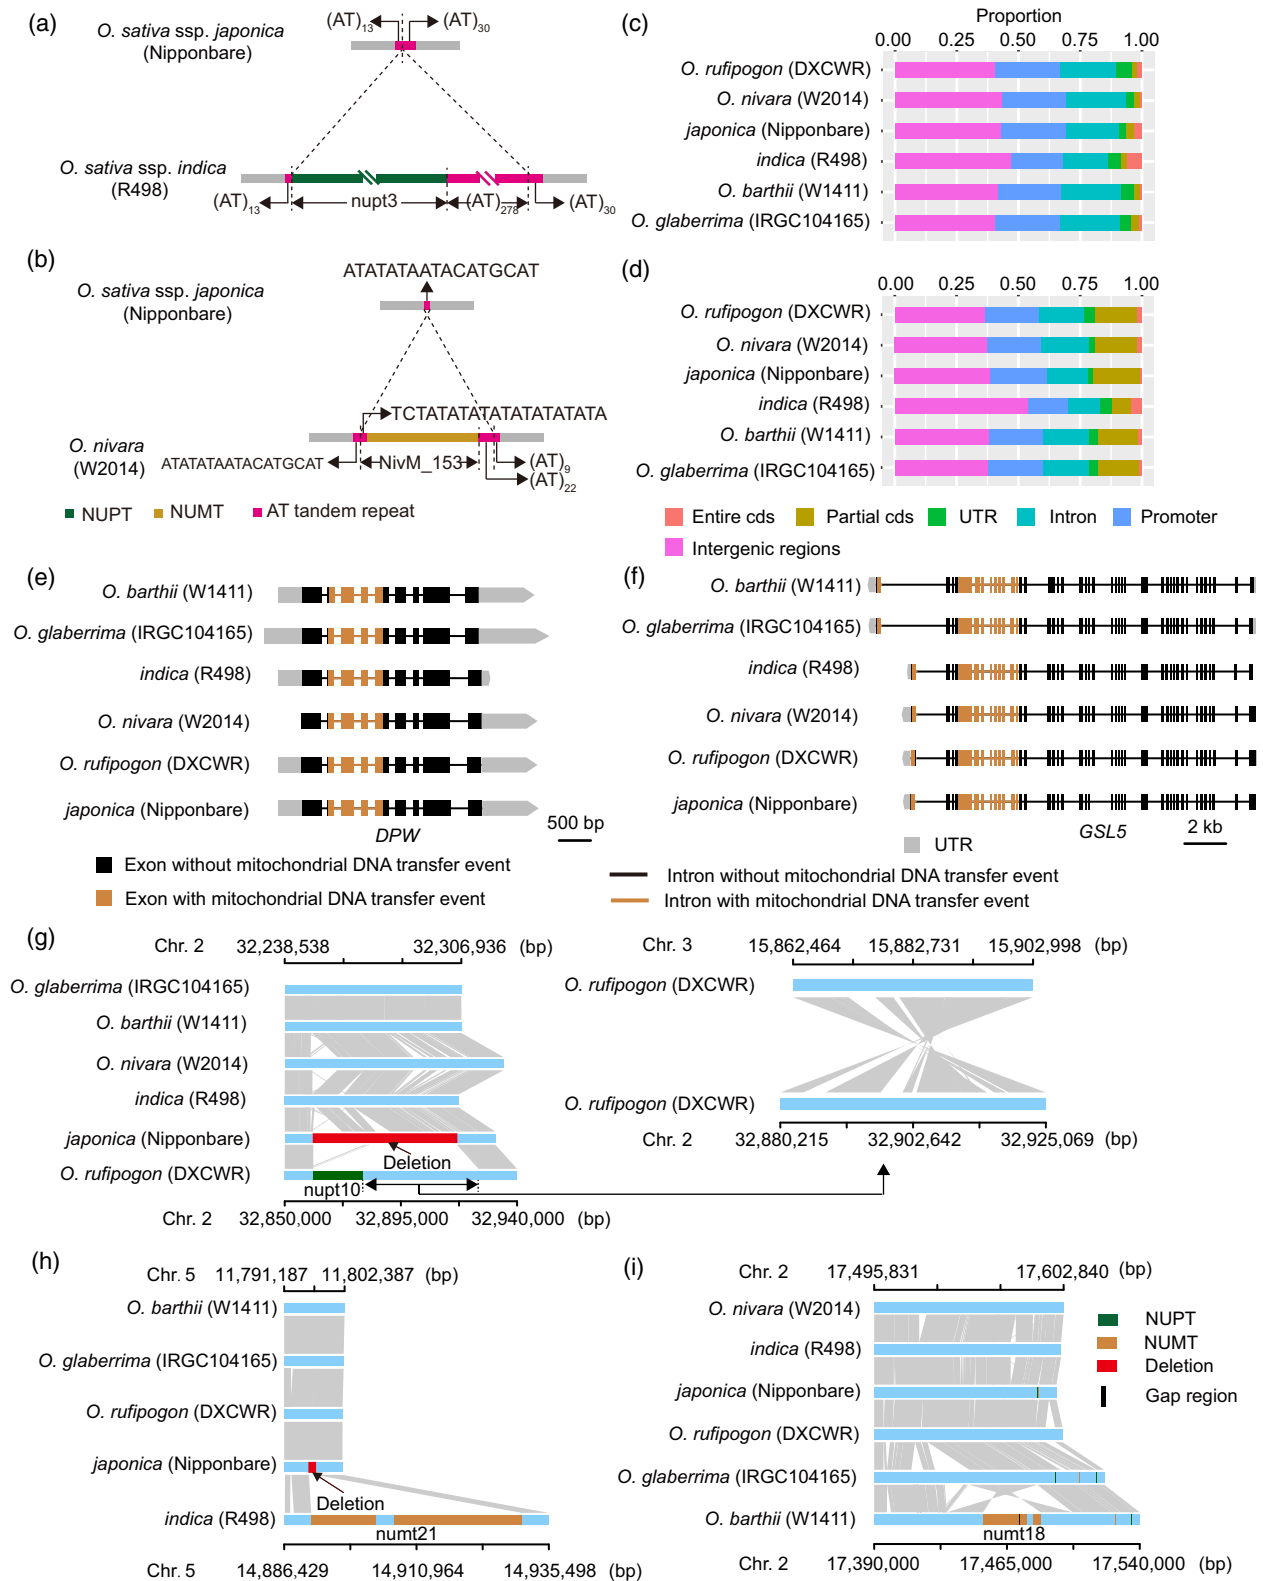 (a)
O. sativa ssp. japonica
(Nipponbare)
(AT)13
(AT)30
O. sativa ssp. indica
(R498)
(AT)13
nupt3
(AT)278
(AT)30
(b)
ATATATAATACATGCAT
O. sativa ssp. japonica
(Nipponbare)
TCTATATATATATATATATA
O. nivara
(W2014)
ATATATAATACATGCAT
NivM_153
(AT)9
(AT)22
NUPT
NUMT
AT tandem repeat
(c)
Proportion
0.00 0.25 0.50 0.75 1.00
O. rufipogon (DXCWR)
O. nivara (W2014)
japonica (Nipponbare)
indica (R498)
O. barthii (W1411)
O. glaberrima (IRGC104165)
(d)
0.00 0.25 0.50 0.75 1.00
O. rufipogon (DXCWR)
O. nivara (W2014)
japonica (Nipponbare)
indica (R498)
O. barthii (W1411)
O. glaberrima (IRGC104165)
Entire cds
Partial cds
UTR
Intron
Promoter
Intergenic regions
(e)
O. barthii (W1411)
O. glaberrima (IRGC104165)
indica (R498)
O. nivara (W2014)
O. rufipogon (DXCWR)
japonica (Nipponbare)
DPW
500 bp
(f)
O. barthii (W1411)
O. glaberrima (IRGC104165)
indica (R498)
O. nivara (W2014)
O. rufipogon (DXCWR)
japonica (Nipponbare)
GSL5
2 kb
UTR
Exon without mitochondrial DNA transfer event
Exon with mitochondrial DNA transfer event
Intron without mitochondrial DNA transfer event
Intron with mitochondrial DNA transfer event
(g)
Chr. 2 32,238,538 32,306,936 (bp)
O. glaberrima (IRGC104165)
O. barthii (W1411)
O. nivara (W2014)
indica (R498)
japonica (Nipponbare)
Deletion
O. rufipogon (DXCWR)
nupt10
Chr. 2 32,850,000 32,895,000 32,940,000 (bp)
Chr. 3 15,862,464 15,882,731 15,902,998 (bp)
O. rufipogon (DXCWR)
O. rufipogon (DXCWR)
Chr. 2 32,880,215 32,902,642 32,925,069 (bp)
(h)
Chr. 5 11,791,187 11,802,387 (bp)
O. barthii (W1411)
O. glaberrima (IRGC104165)
O. rufipogon (DXCWR)
japonica (Nipponbare)
Deletion
indica (R498)
numt21
Chr. 5 14,886,429 14,910,964 14,935,498 (bp)
(i)
Chr. 2 17,495,831 17,602,840 (bp)
O. nivara (W2014)
indica (R498)
japonica (Nipponbare)
O. rufipogon (DXCWR)
O. glaberrima (IRGC104165)
O. barthii (W1411)
numt18
Chr. 2 17,390,000 17,465,000 17,540,000 (bp)
NUPT
NUMT
Deletion
Gap region